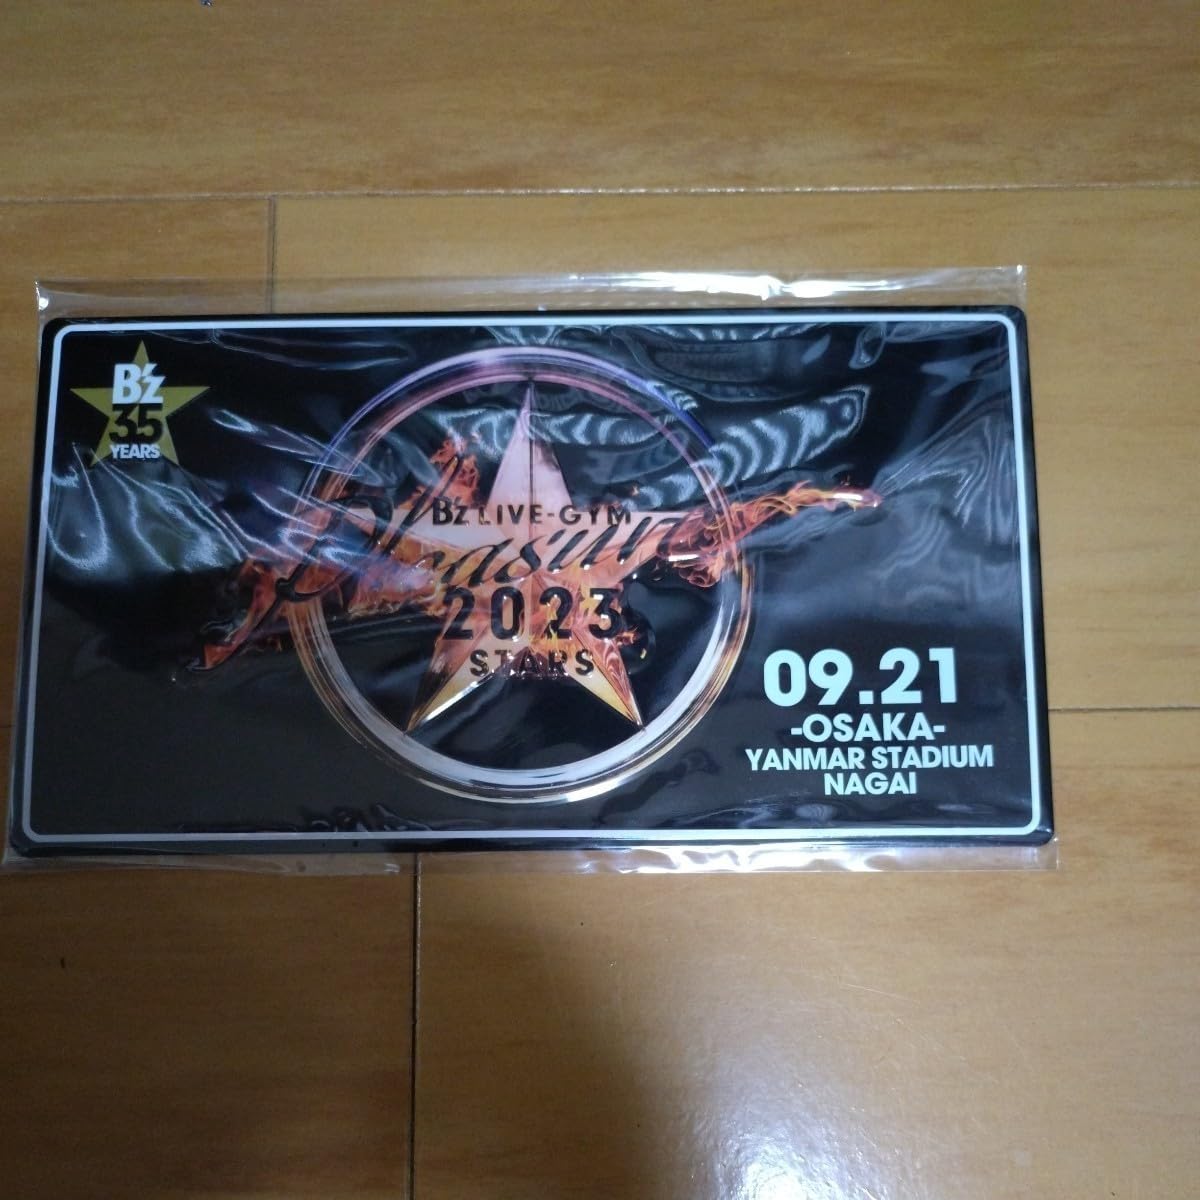 B'z
35
YEARS
B'z LIVE-GYM
Pleasure
2023
STARS
09.21
-OSAKA-
YANMAR STADIUM
NAGAI